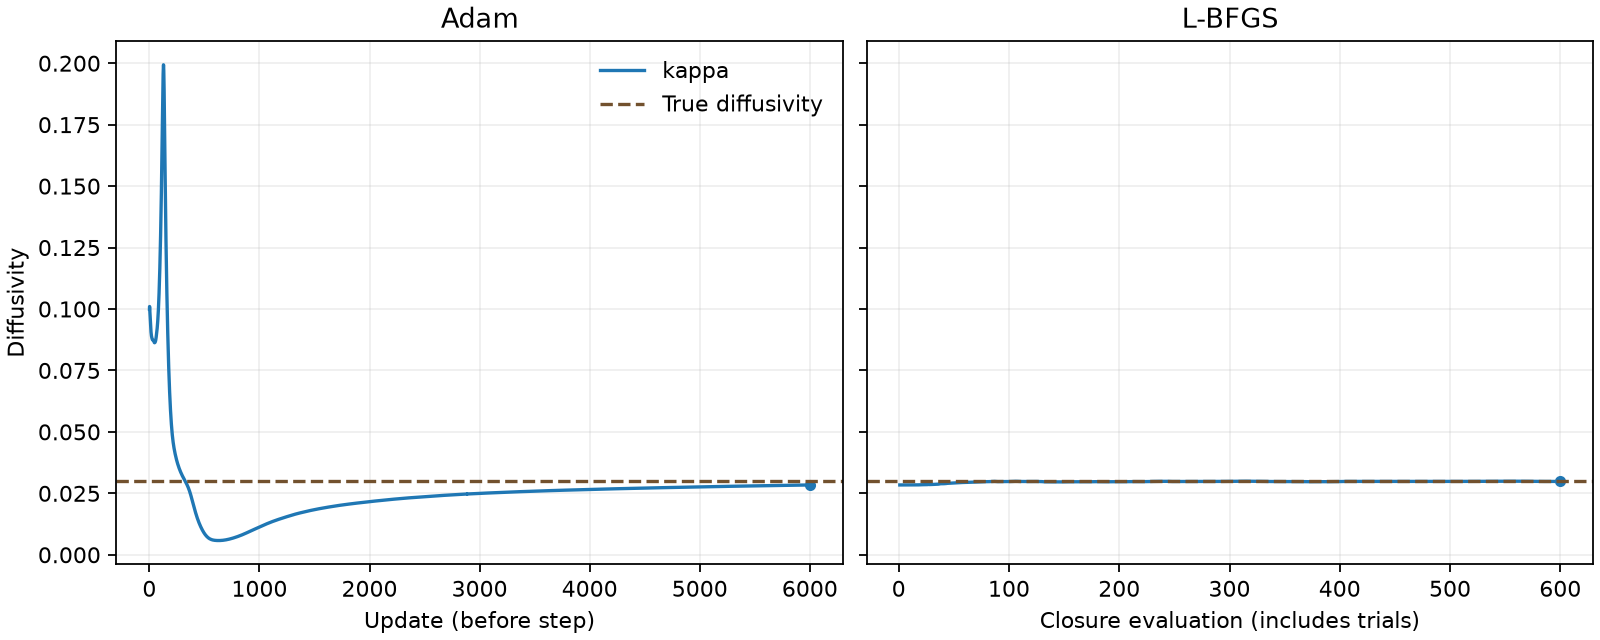 Adam
L-BFGS
0.200
0.175
0.150
0.125
0.100
0.075
0.050
0.025
0.000
Diffusivity
kappa
True diffusivity
0 1000 2000 3000 4000 5000 6000
0 100 200 300 400 500 600
Update (before step)
Closure evaluation (includes trials)